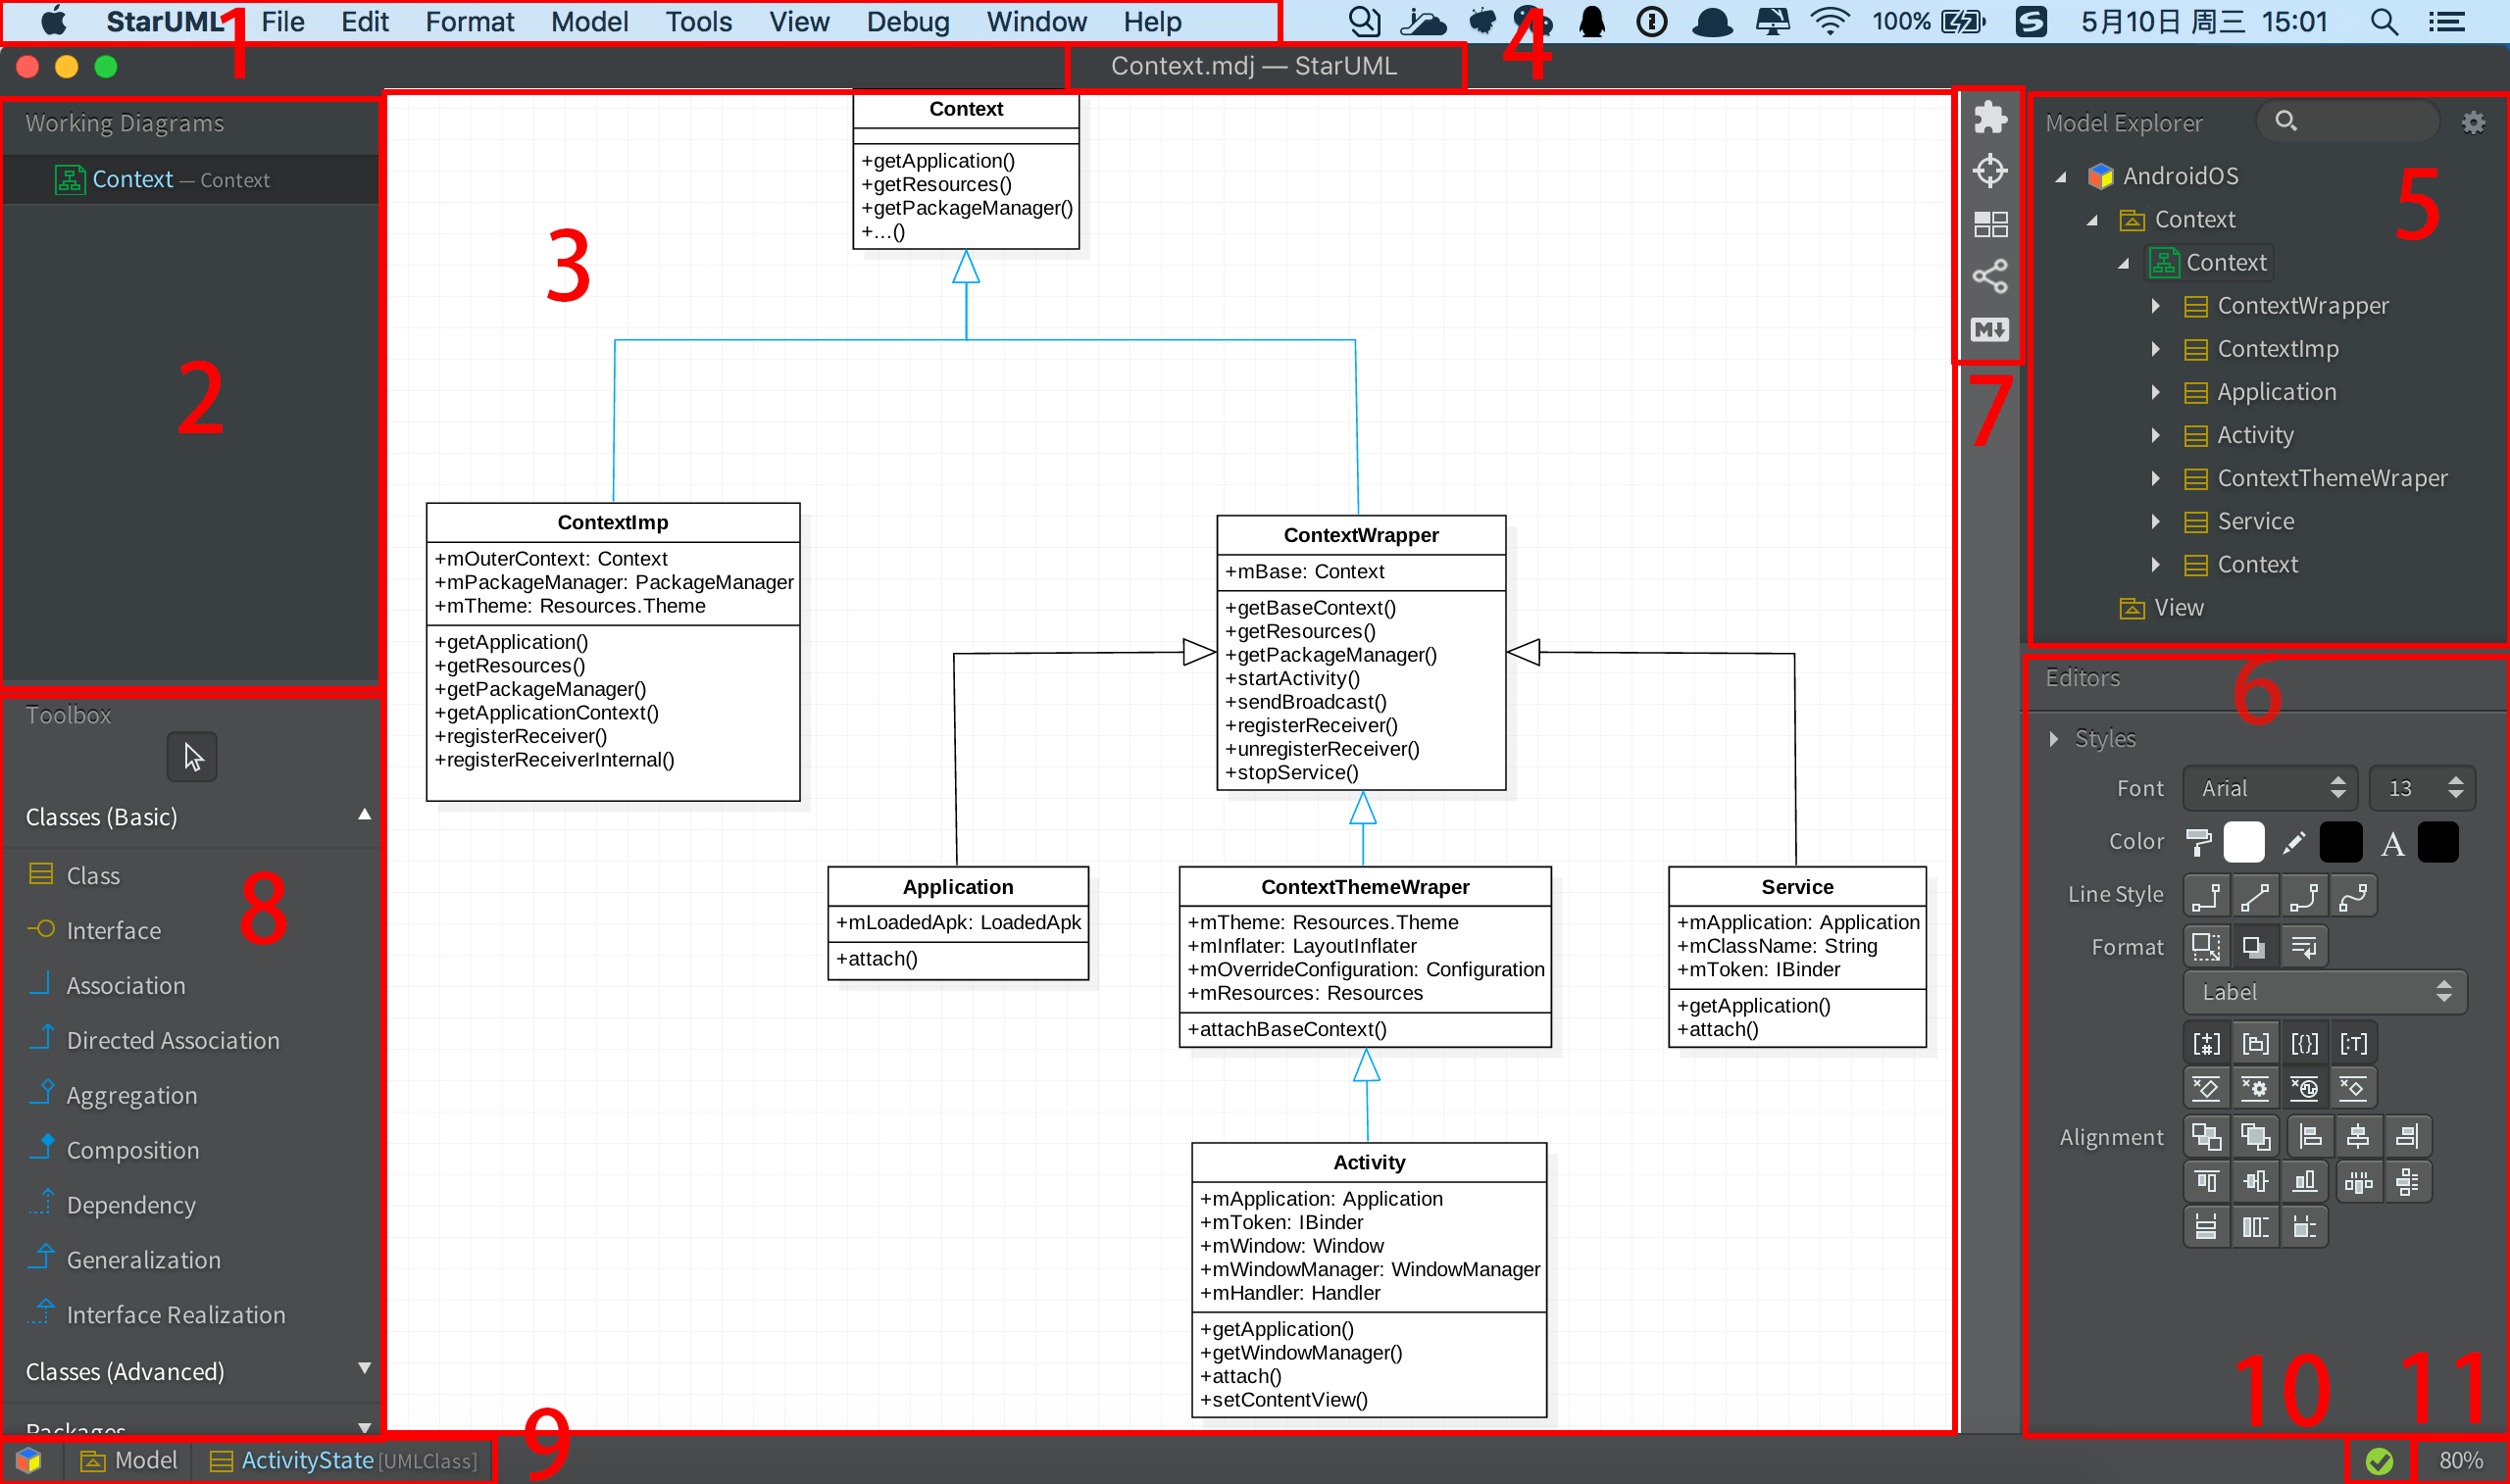 StarUML File Edit Format Model Tools View Debug Window Help 100% 5月10日 周三 15:01
1
4
Context.mdj — StarUML
Working Diagrams
Context — Context
2
Toolbox
Classes (Basic)
Class
Interface
Association
Directed Association
Aggregation
Composition
Dependency
Generalization
Interface Realization
Classes (Advanced)
Packages
8
3
Context
+getApplication()
+getResources()
+getPackageManager()
+...()
ContextImp
+mOuterContext: Context
+mPackageManager: PackageManager
+mTheme: Resources.Theme
+getApplication()
+getResources()
+getPackageManager()
+getApplicationContext()
+registerReceiver()
+registerReceiverInternal()
ContextWrapper
+mBase: Context
+getBaseContext()
+getResources()
+getPackageManager()
+startActivity()
+sendBroadcast()
+registerReceiver()
+unregisterReceiver()
+stopService()
Application
+mLoadedApk: LoadedApk
+attach()
ContextThemeWraper
+mTheme: Resources.Theme
+mInflater: LayoutInflater
+mOverrideConfiguration: Configuration
+mResources: Resources
+attachBaseContext()
Service
+mApplication: Application
+mClassName: String
+mToken: IBinder
+getApplication()
+attach()
Activity
+mApplication: Application
+mToken: IBinder
+mWindow: Window
+mWindowManager: WindowManager
+mHandler: Handler
+getApplication()
+getWindowManager()
+attach()
+setContentView()
M
7
Model Explorer
AndroidOS
Context
Context
ContextWrapper
ContextImp
Application
Activity
ContextThemeWraper
Service
Context
View
5
Editors
6
Styles
Font Arial 13
Color A
Line Style
Format
Label
[±#] [{}] [:T]
Alignment
10
11
9
Model ActivityState [UMLClass]
80%